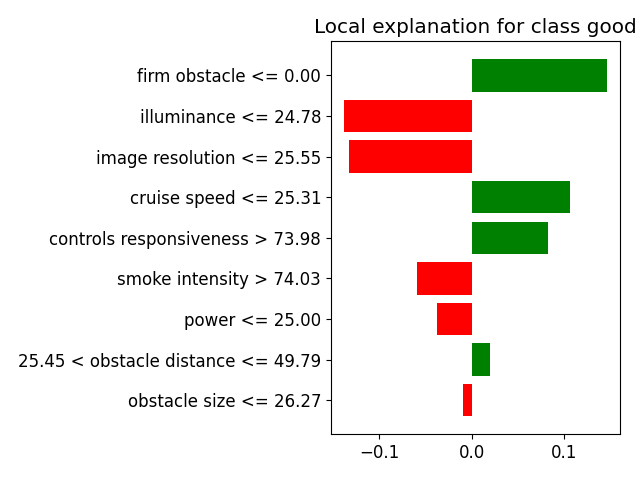 Local explanation for class good
firm obstacle <= 0.00
illuminance <= 24.78
image resolution <= 25.55
cruise speed <= 25.31
controls responsiveness > 73.98
smoke intensity > 74.03
power <= 25.00
25.45 < obstacle distance <= 49.79
obstacle size <= 26.27
−0.1 0.0 0.1